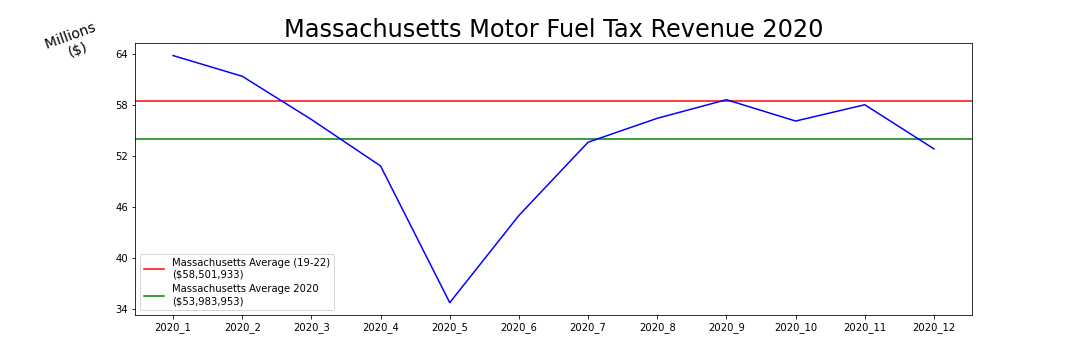 Massachusetts Motor Fuel Tax Revenue 2020
Millions
($)
64
58
52
46
40
34
Massachusetts Average (19-22)
($58,501,933)
Massachusetts Average 2020
($53,983,953)
2020_1 2020_2 2020_3 2020_4 2020_5 2020_6 2020_7 2020_8 2020_9 2020_10 2020_11 2020_12